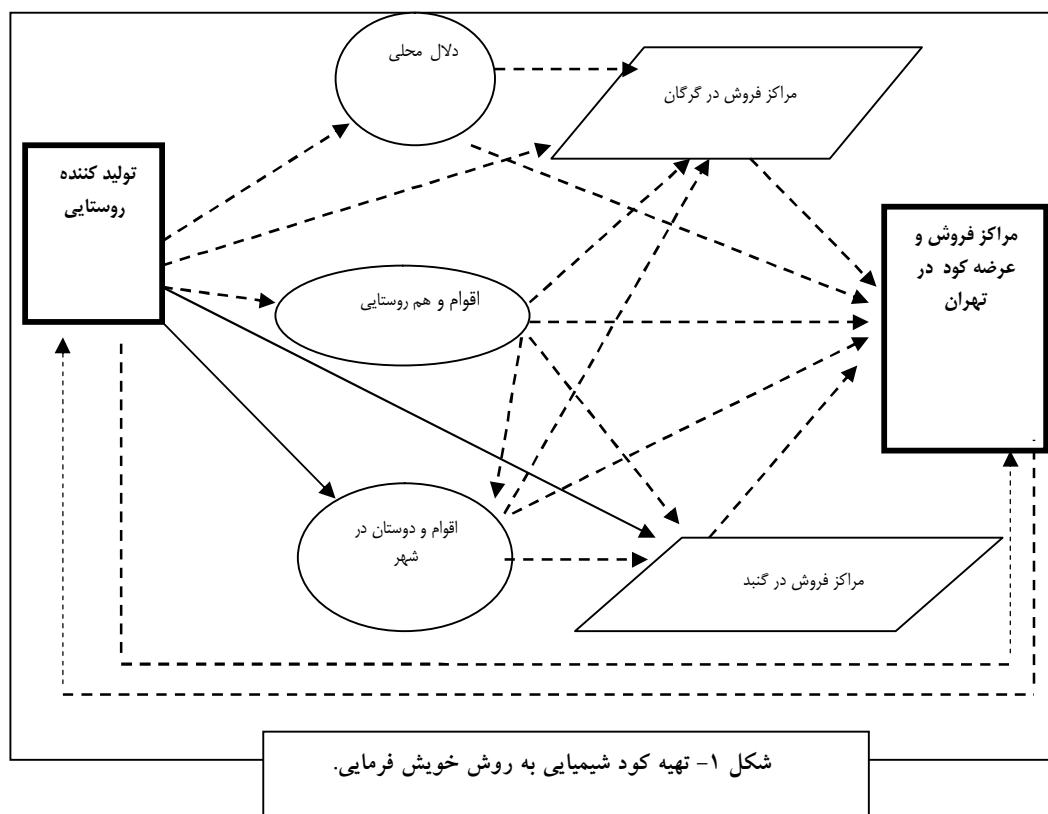 دلال محلی
مراکز فروش در گرگان
تولید کننده
روستایی
مراکز فروش و
عرضه کود در
تهران
اقوام و هم روستایی
اقوام و دوستان در
شهر
مراکز فروش در گنبد
شکل ۱- تهیه کود شیمیایی به روش خویش فرمایی.